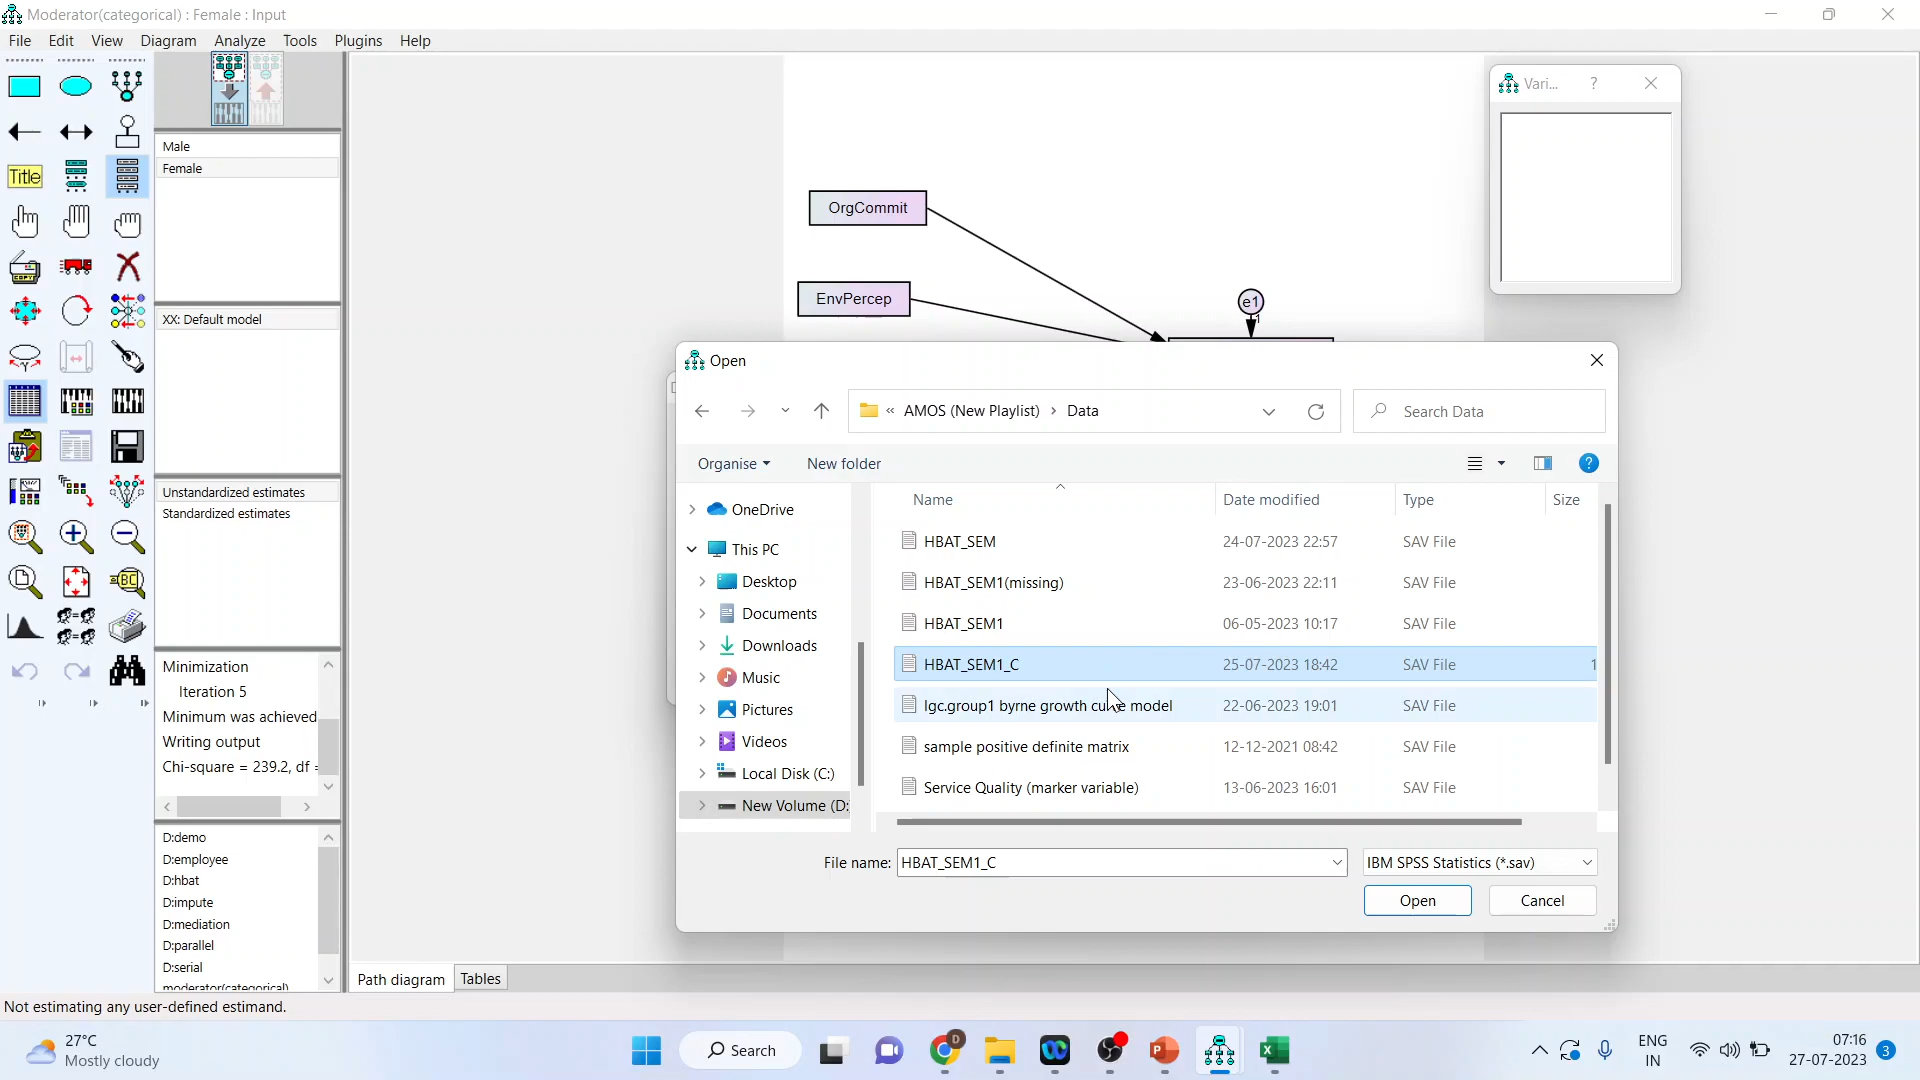 Moderator(categorical) : Female : Input
File Edit View Diagram Analyze Tools Plugins Help
Title
Male
Female
XX: Default model
Unstandardized estimates
Standardized estimates
Minimization
Iteration 5
Minimum was achieved
Writing output
Chi-square = 239.2, df =
D:demo
D:employee
D:hbat
D:impute
D:mediation
D:parallel
D:serial
moderator(categorical)
OrgCommit
EnvPercep
e1
1
Vari... ?
Open
« AMOS (New Playlist) › Data
Search Data
Organise New folder
OneDrive
This PC
Desktop
Documents
Downloads
Music
Pictures
Videos
Local Disk (C:)
New Volume (D:
Name Date modified Type Size
HBAT_SEM 24-07-2023 22:57 SAV File
HBAT_SEM1(missing) 23-06-2023 22:11 SAV File
HBAT_SEM1 06-05-2023 10:17 SAV File
HBAT_SEM1_C 25-07-2023 18:42 SAV File 1
lgc.group1 byrne growth curve model 22-06-2023 19:01 SAV File
sample positive definite matrix 12-12-2021 08:42 SAV File
Service Quality (marker variable) 13-06-2023 16:01 SAV File
File name: HBAT_SEM1_C IBM SPSS Statistics (*.sav)
Open Cancel
Path diagram Tables
Not estimating any user-defined estimand.
27°C
Mostly cloudy
Search
D
ENG
IN
07:16
27-07-2023
3